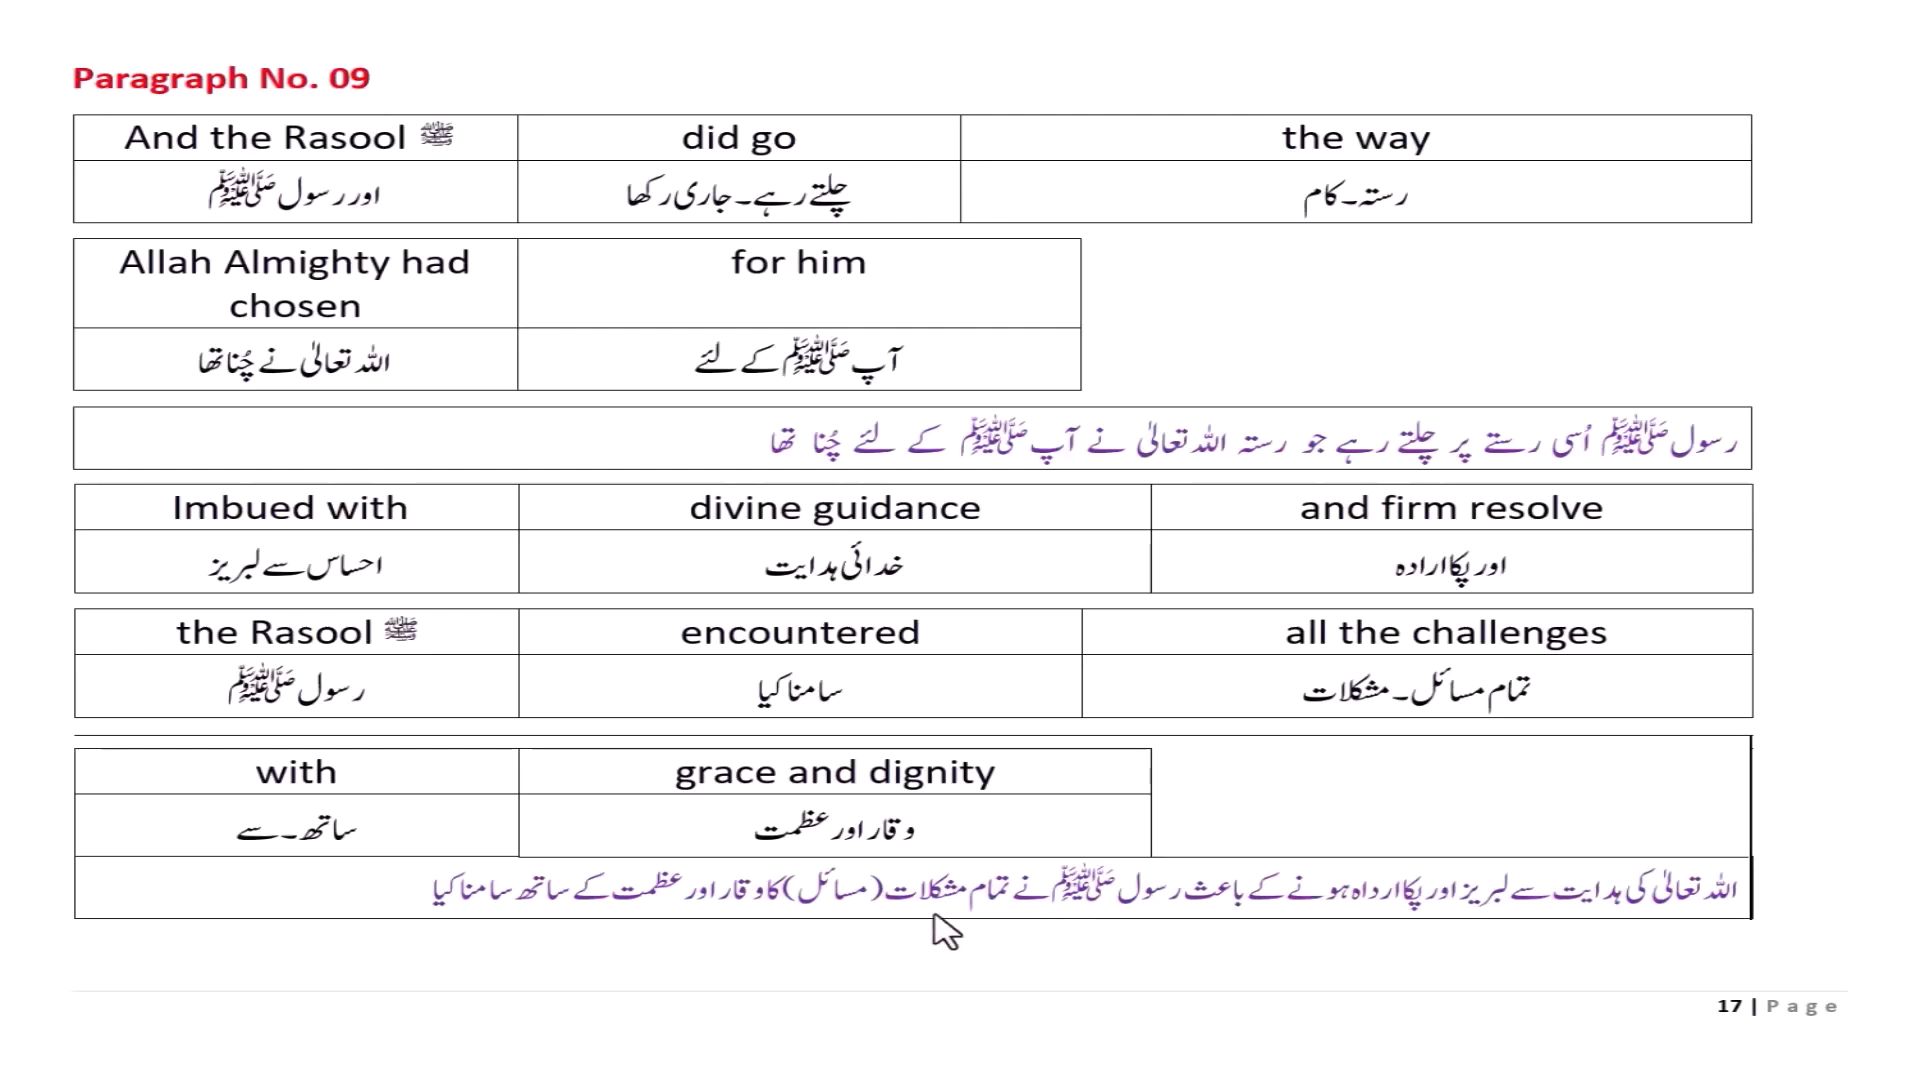 Paragraph No. 09
And the Rasool ﷺ did go the way
اور رسول ﷺ چلتے رہے۔جاری رکھا رستہ۔کام
Allah Almighty had chosen for him
اللہ تعالیٰ نے چُنا تھا آپ ﷺ کے لئے
رسول ﷺ اُسی رستے پر چلتے رہے جو رستہ اللہ تعالیٰ نے آپ ﷺ کے لئے چُنا تھا
Imbued with divine guidance and firm resolve
احساس سے لبریز خدائی ہدایت اور پکا ارادہ
the Rasool ﷺ encountered all the challenges
رسول ﷺ سامنا کیا تمام مسائل۔مشکلات
with grace and dignity
ساتھ۔سے وقار اور عظمت
اللہ تعالیٰ کی ہدایت سے لبریز اور پکا ارداہ ہونے کے باعث رسول ﷺ نے تمام مشکلات (مسائل) کا وقار اور عظمت کے ساتھ سامنا کیا
17 | Page